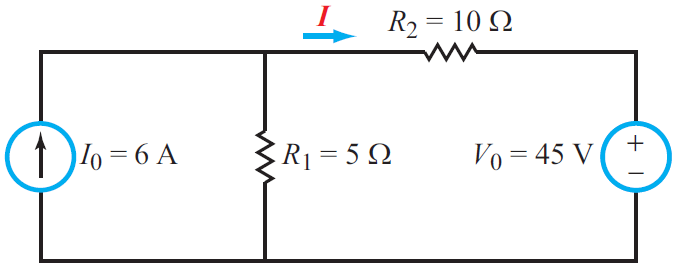 I
R₂ = 10 Ω
I₀ = 6 A
R₁ = 5 Ω
V₀ = 45 V
+
−